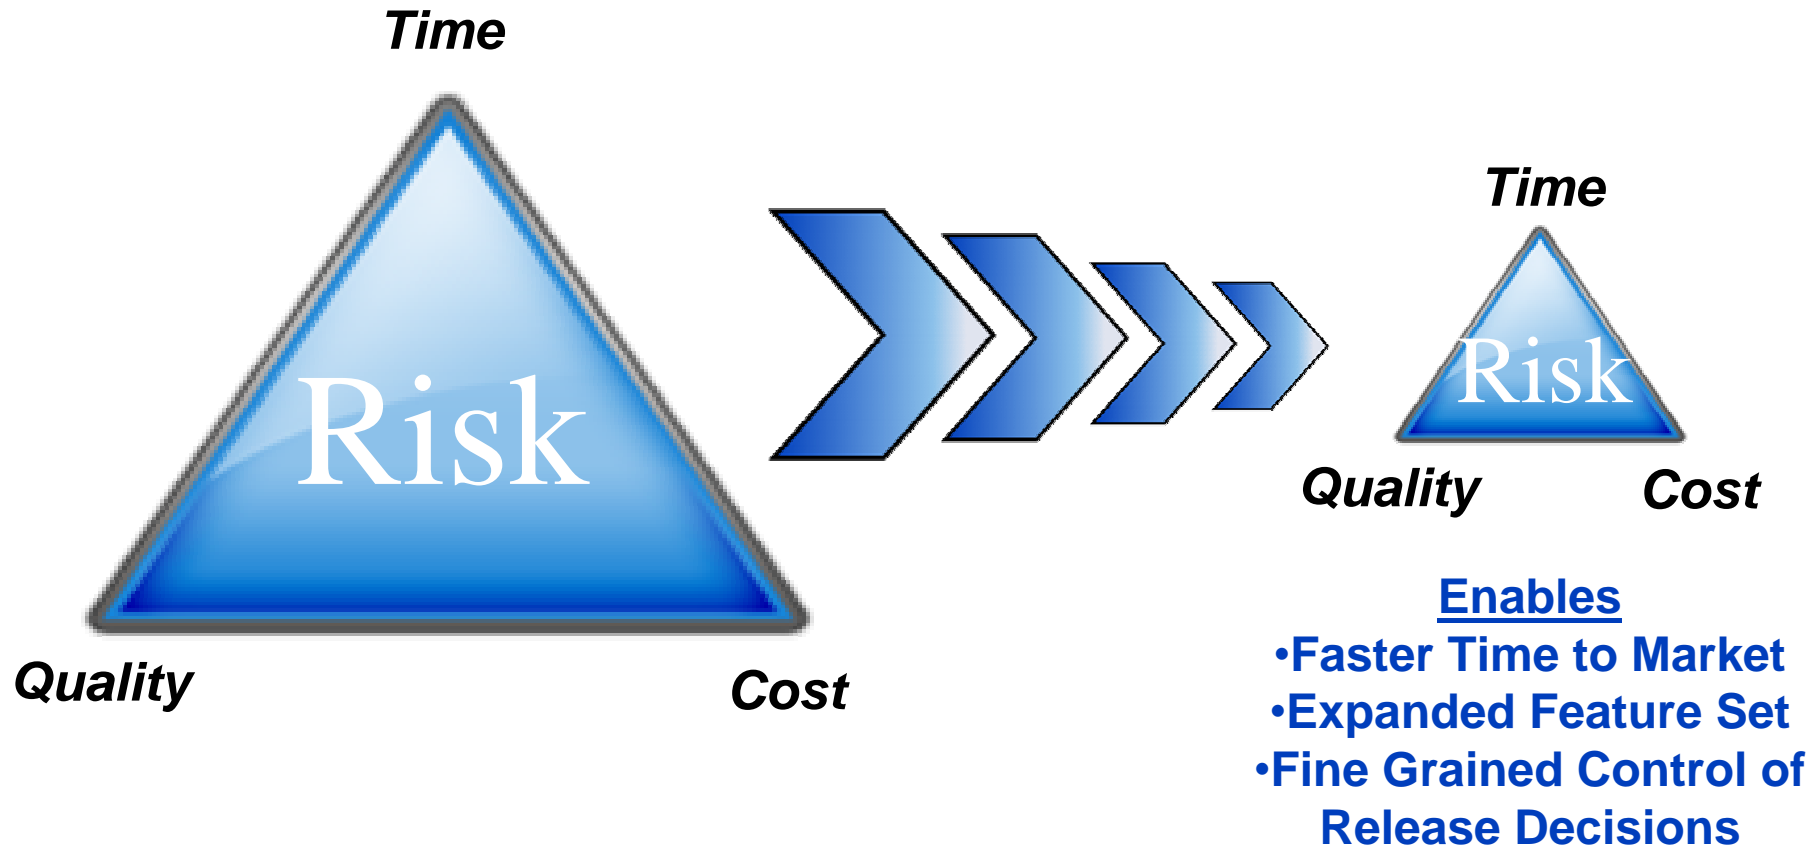 Time
Risk
Quality
Cost
Time
Risk
Quality
Cost
Enables
•Faster Time to Market
•Expanded Feature Set
•Fine Grained Control of
Release Decisions